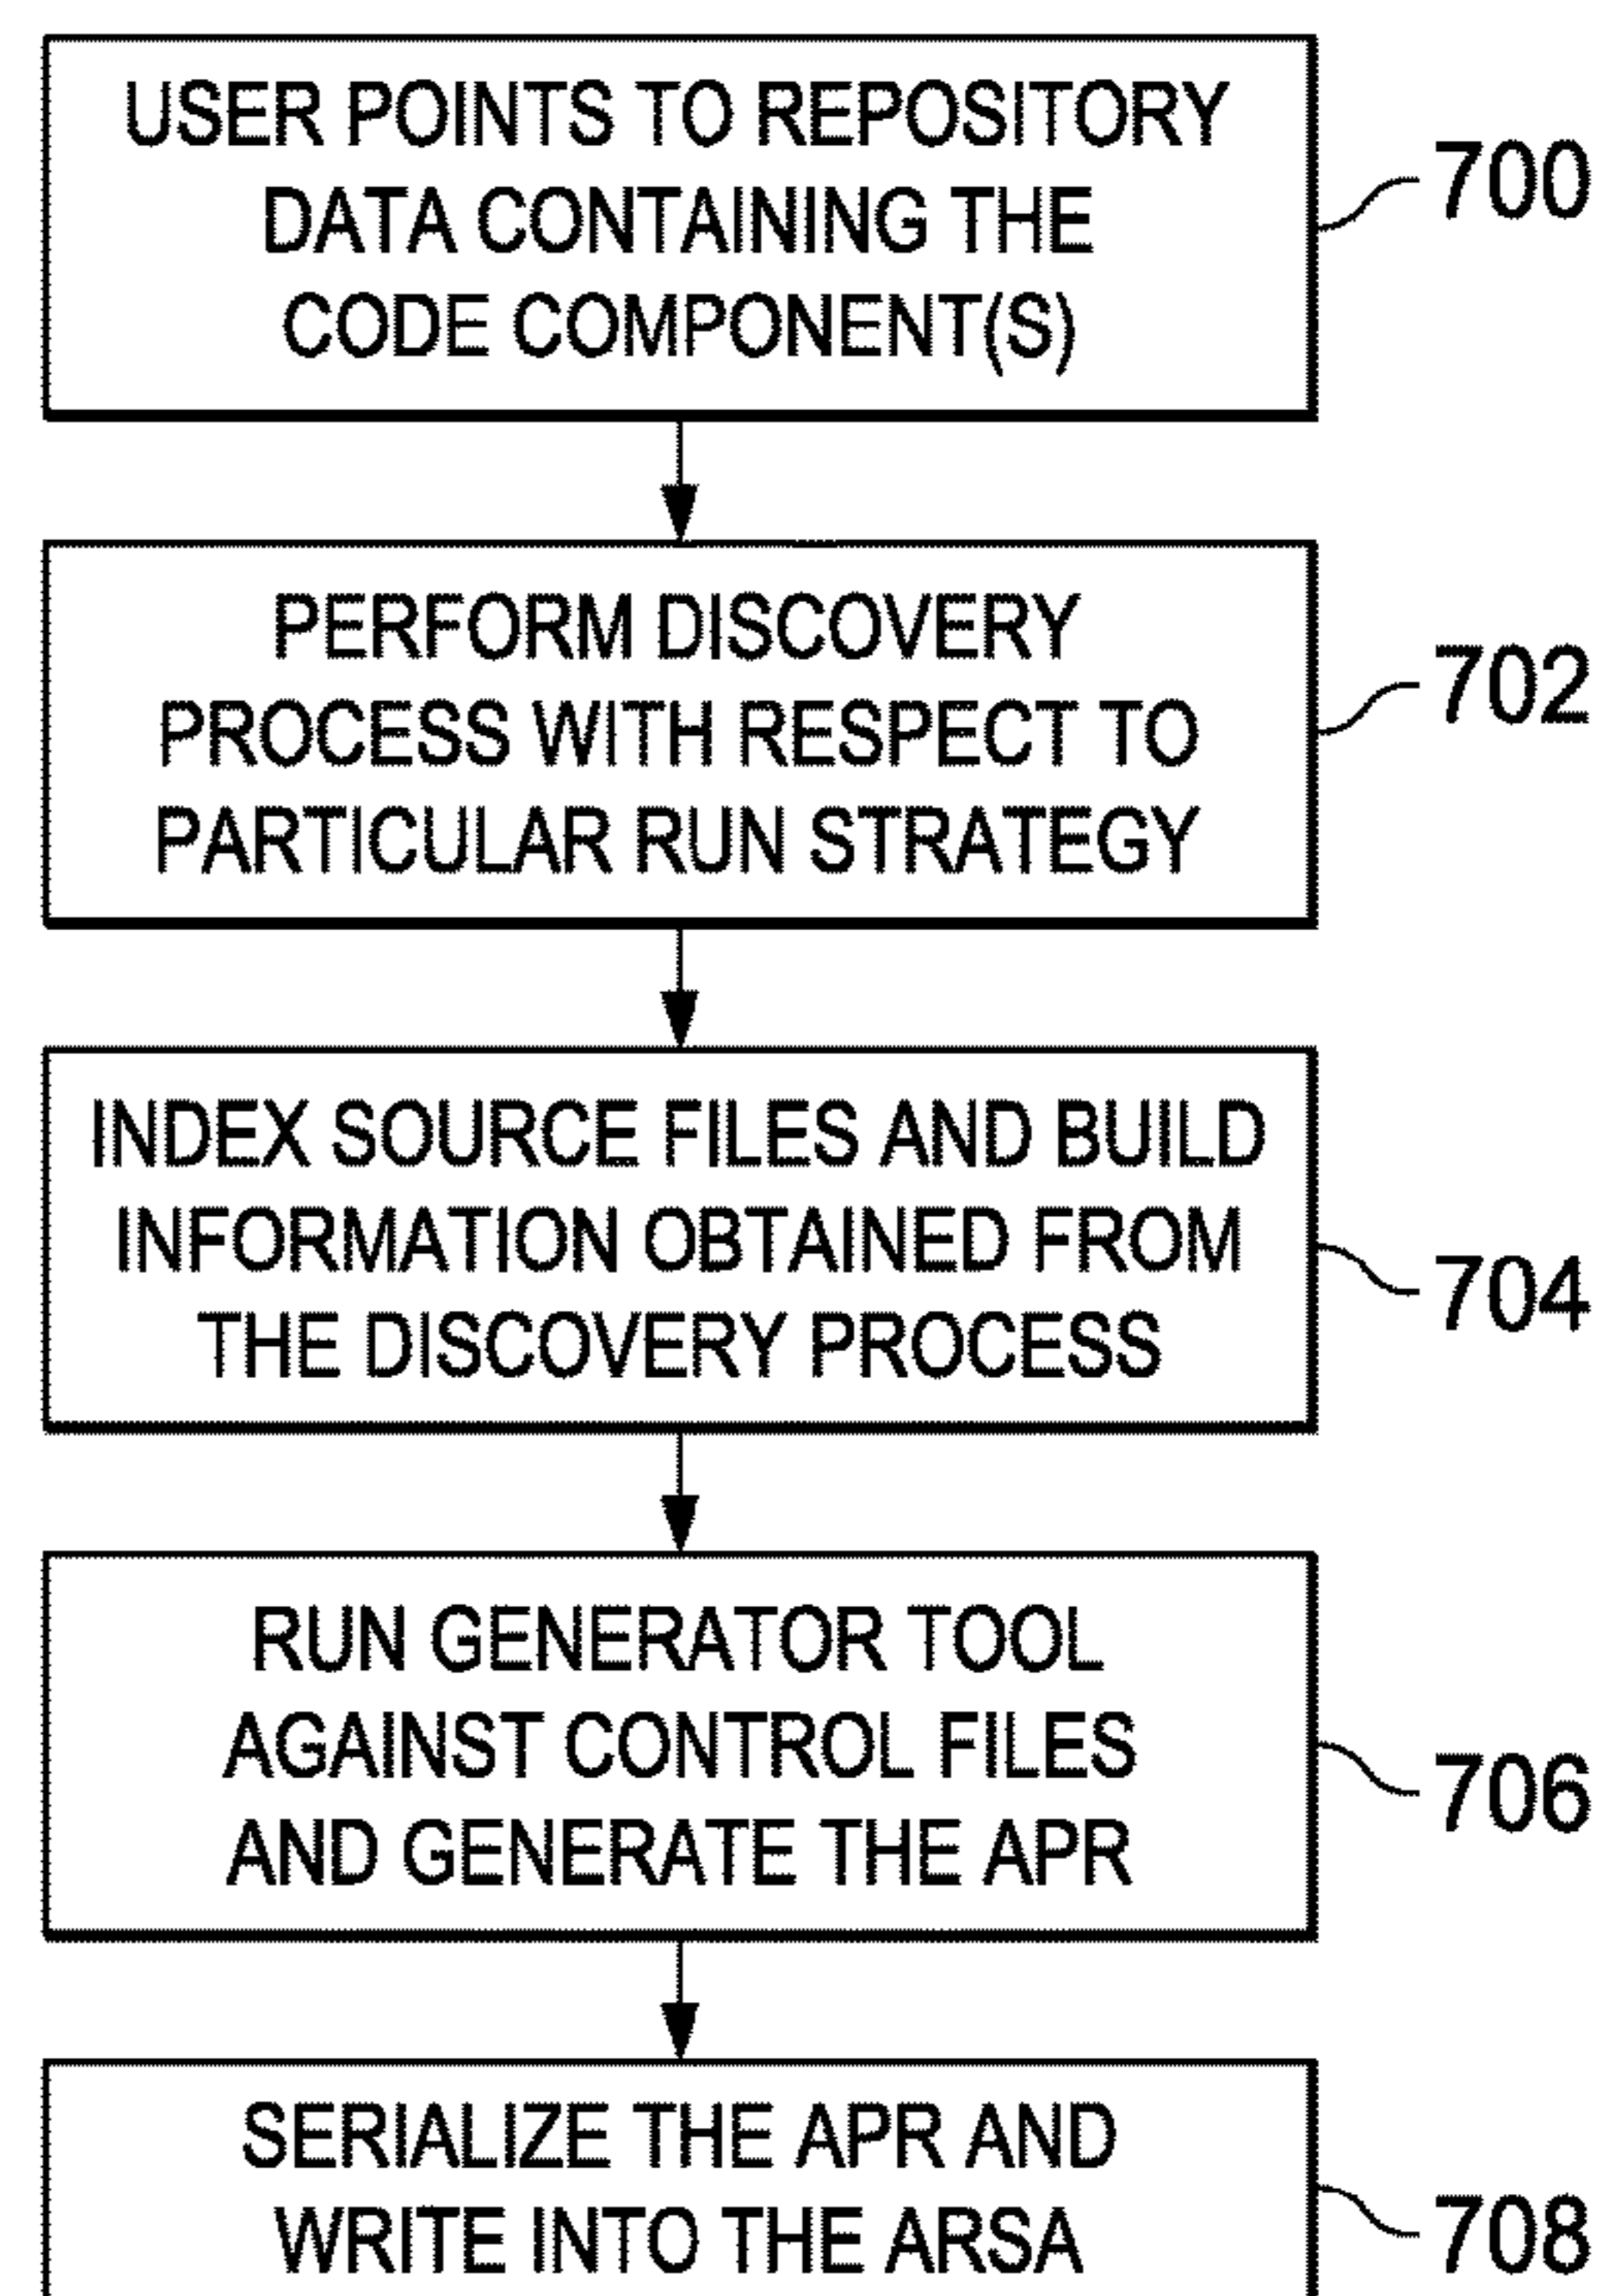 USER POINTS TO REPOSITORY
DATA CONTAINING THE
CODE COMPONENT(S)
700
PERFORM DISCOVERY
PROCESS WITH RESPECT TO
PARTICULAR RUN STRATEGY
702
INDEX SOURCE FILES AND BUILD
INFORMATION OBTAINED FROM
THE DISCOVERY PROCESS
704
RUN GENERATOR TOOL
AGAINST CONTROL FILES
AND GENERATE THE APR
706
SERIALIZE THE APR AND
WRITE INTO THE ARSA
708